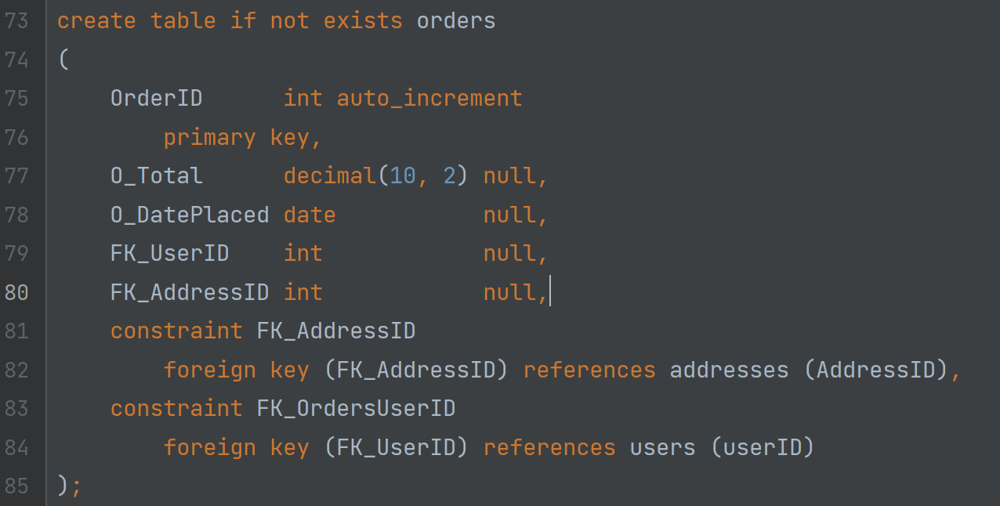 73 create table if not exists orders
74 (
75     OrderID      int auto_increment
76         primary key,
77     O_Total      decimal(10, 2) null,
78     O_DatePlaced date           null,
79     FK_UserID    int            null,
80     FK_AddressID int            null,
81     constraint FK_AddressID
82         foreign key (FK_AddressID) references addresses (AddressID),
83     constraint FK_OrdersUserID
84         foreign key (FK_UserID) references users (userID)
85 );